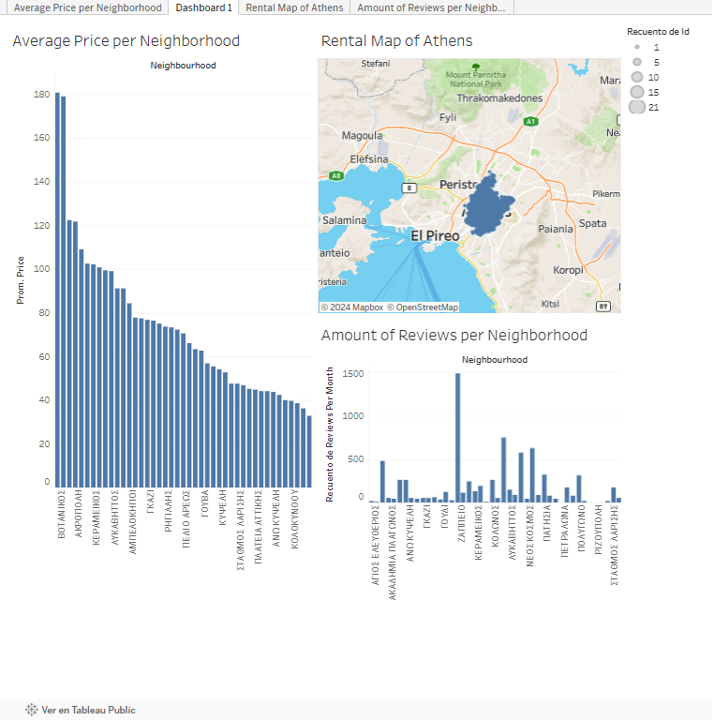 Average Price per Neighborhood
Dashboard 1
Rental Map of Athens
Amount of Reviews per Neighb...
Average Price per Neighborhood
Neighbourhood
Prom. Price
180
160
140
120
100
80
60
40
20
0
ΒΟΤΑΝΙΚΟΣ
ΑΚΡΟΠΟΛΗ
ΚΕΡΑΜΕΙΚΟΣ
ΛΥΚΑΒΗΤΤΟΣ
ΑΜΠΕΛΟΚΗΠΟΙ
ΓΚΑΖΙ
ΡΗΓΙΛΛΗΣ
ΠΕΔΙΟ ΑΡΕΩΣ
ΓΟΥΒΑ
ΚΥΨΕΛΗ
ΣΤΑΘΜΟΣ ΛΑΡΙΣΗΣ
ΠΛΑΤΕΙΑ ΑΤΤΙΚΗΣ
ΑΝΩ ΚΥΨΕΛΗ
ΚΟΛΟΚΥΝΘΟΥ
Rental Map of Athens
Stefani
Mount Parnitha
National Park
Thrakomakedones
Mara
Fyli
A1
Magoula
Nea
Elefsina
A8
8
Perist
Pikerm
Salamina
Spata
El Pireo
Paiania
anteio
Koropi
risteria
Kitsi
89
© 2024 Mapbox © OpenStreetMap
Recuento de Id
1
5
10
15
21
Amount of Reviews per Neighborhood
Neighbourhood
Recuento de Reviews Per Month
1500
1000
500
0
ΑΓΙΟΣ ΕΛΕΥΘΕΡΙΟΣ
ΑΚΑΔΗΜΙΑ ΠΛΑΤΩΝΟΣ
ΑΝΩ ΚΥΨΕΛΗ
ΓΚΑΖΙ
ΓΟΥΔΙ
ΖΑΠΠΕΙΟ
ΚΕΡΑΜΕΙΚΟΣ
ΚΟΛΩΝΟΣ
ΛΥΚΑΒΗΤΤΟΣ
ΝΕΟΣ ΚΟΣΜΟΣ
ΠΑΤΗΣΙΑ
ΠΕΤΡΑΛΩΝΑ
ΠΟΛΥΓΩΝΟ
ΡΙΖΟΥΠΟΛΗ
ΣΤΑΘΜΟΣ ΛΑΡΙΣΗΣ
Ver en Tableau Public